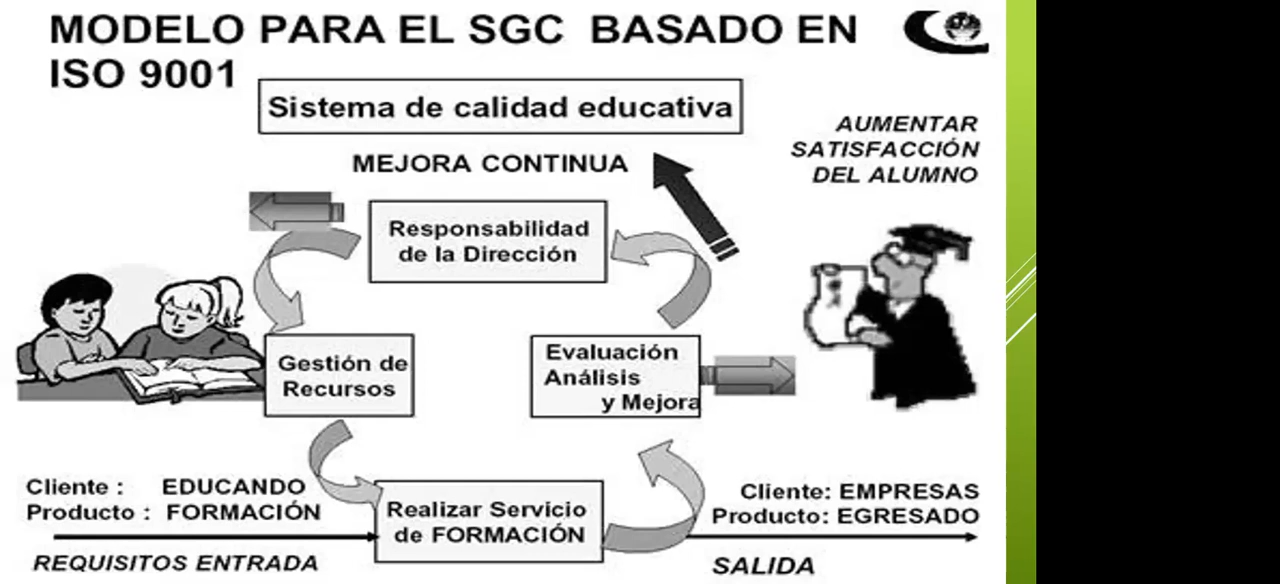 MODELO PARA EL SGC BASADO EN
ISO 9001
Sistema de calidad educativa
AUMENTAR
SATISFACCIÓN
DEL ALUMNO
MEJORA CONTINUA
Responsabilidad
de la Dirección
Gestión de
Recursos
Evaluación
Análisis
y Mejora
Cliente : EDUCANDO
Producto : FORMACIÓN
REQUISITOS ENTRADA
Realizar Servicio
de FORMACIÓN
Cliente: EMPRESAS
Producto: EGRESADO
SALIDA